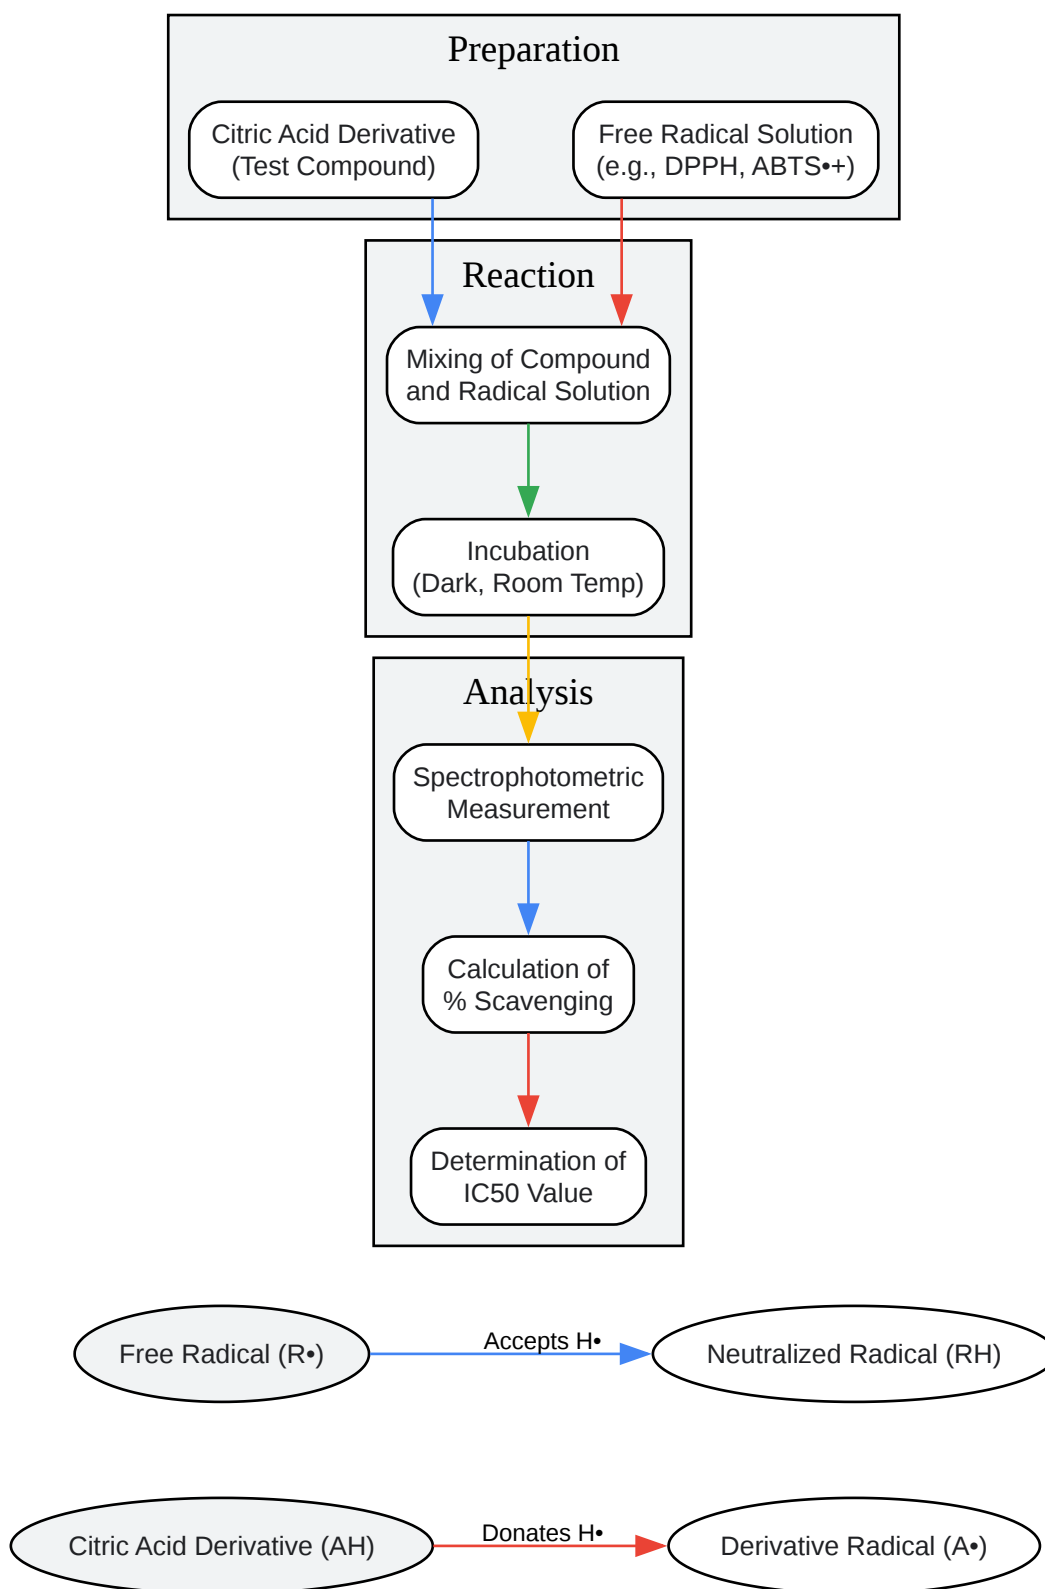 Preparation
Citric Acid Derivative
(Test Compound)
Free Radical Solution
(e.g., DPPH, ABTS•+)
Reaction
Mixing of Compound
and Radical Solution
Incubation
(Dark, Room Temp)
Analysis
Spectrophotometric
Measurement
Calculation of
% Scavenging
Determination of
IC50 Value
Free Radical (R•)
Accepts H•
Neutralized Radical (RH)
Citric Acid Derivative (AH)
Donates H•
Derivative Radical (A•)